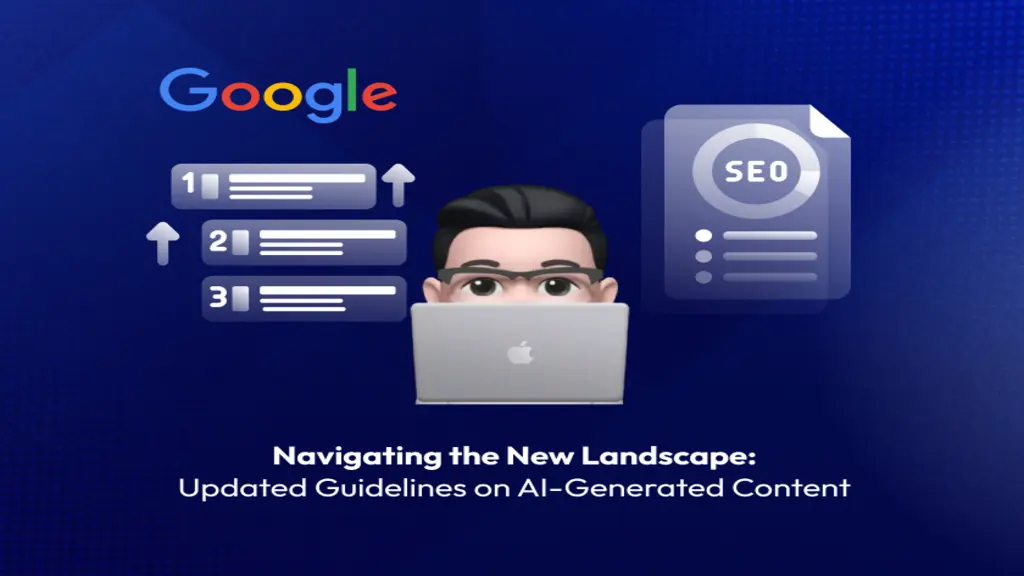 Google
1
2
3
SEO
Navigating the New Landscape:
Updated Guidelines on AI-Generated Content